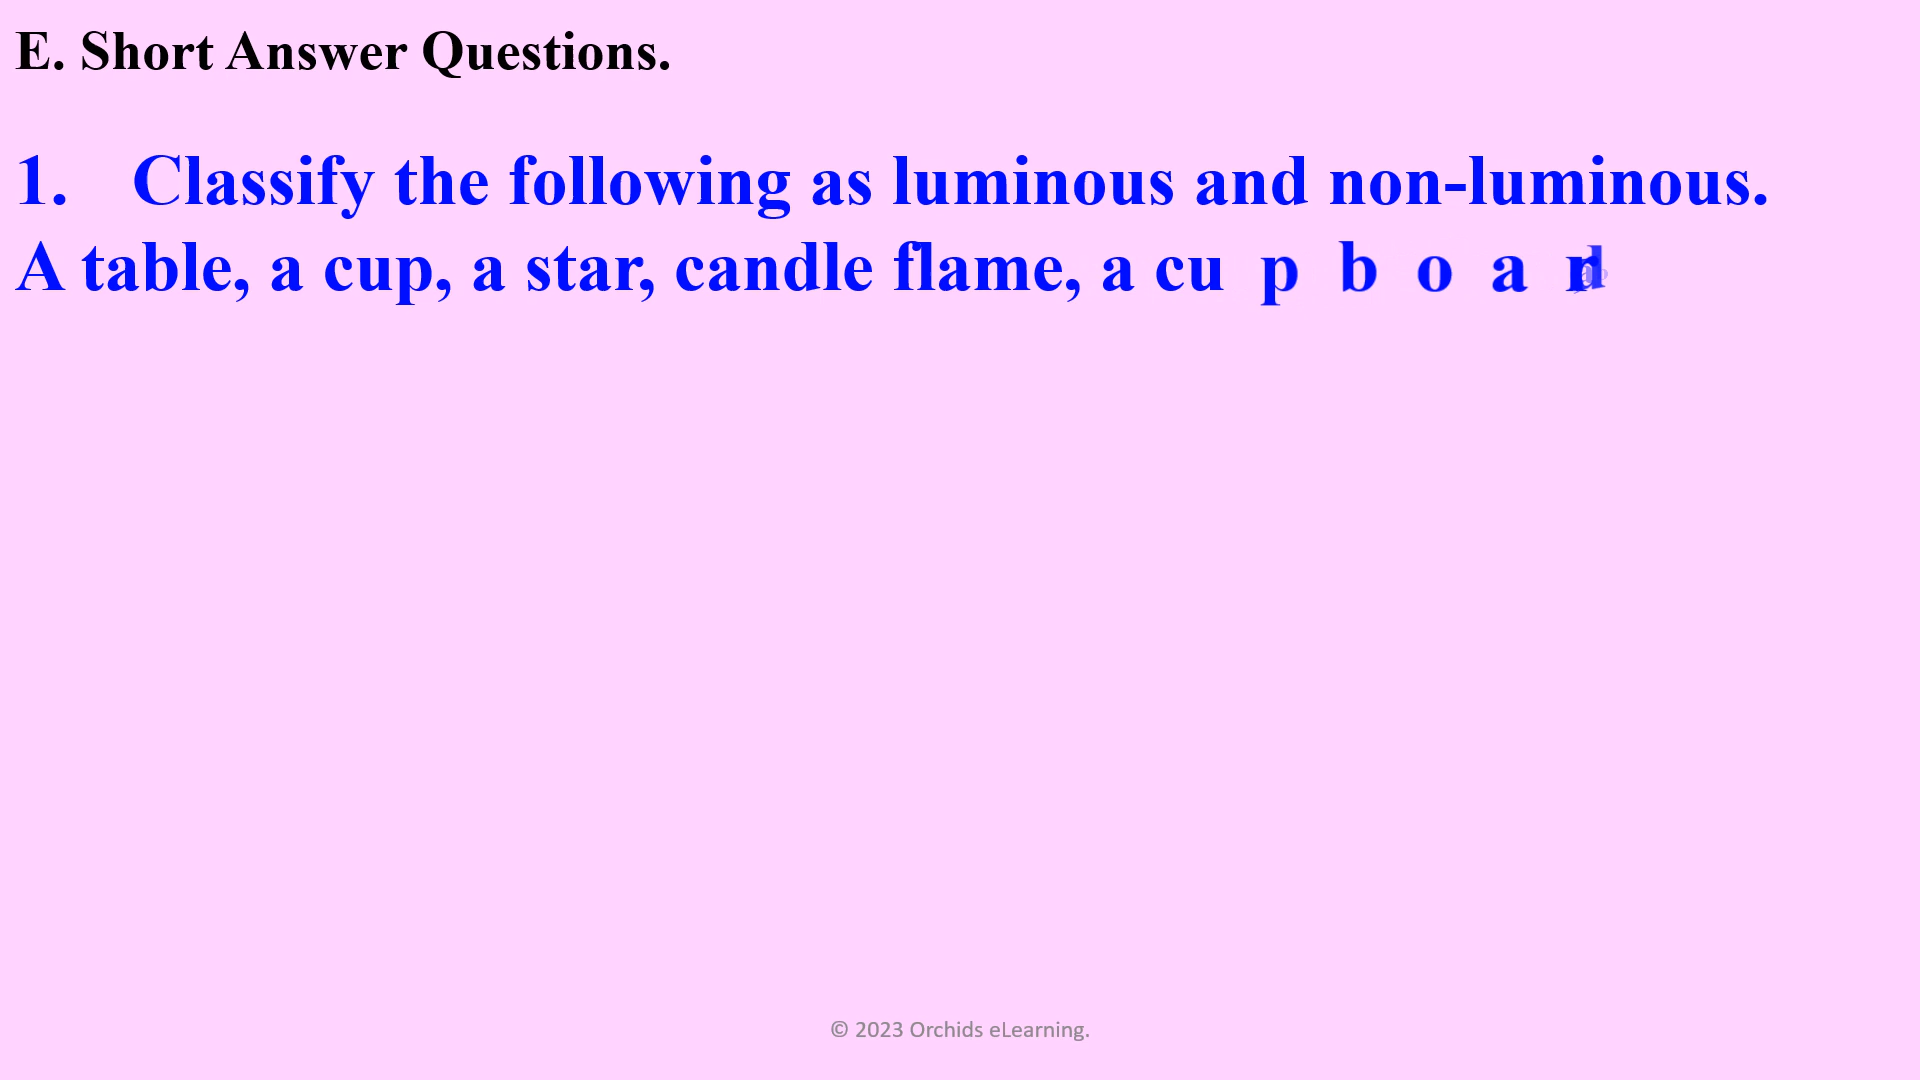 E. Short Answer Questions.
1. Classify the following as luminous and non-luminous.
A table, a cup, a star, candle flame, a cu p b o a r d
© 2023 Orchids eLearning.